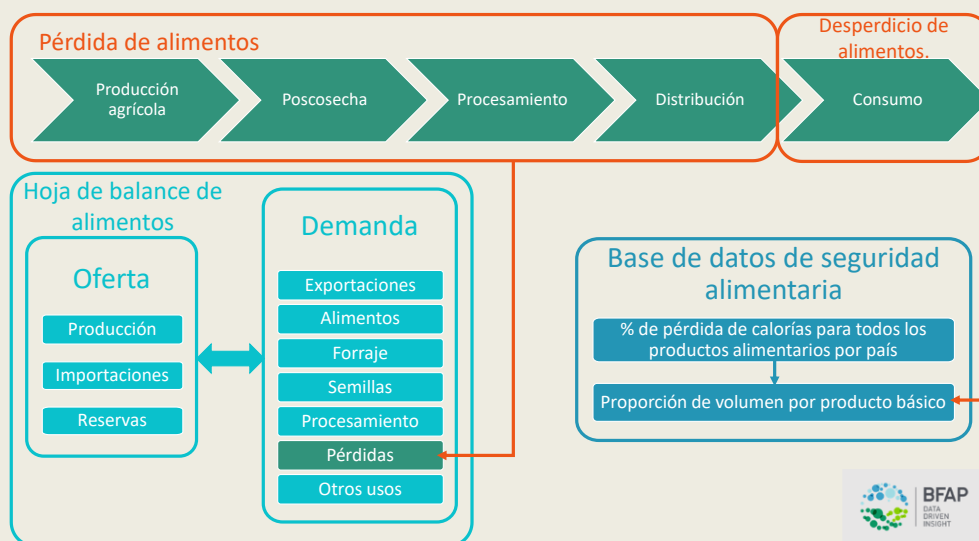 Pérdida de alimentos
Desperdicio de
alimentos.
Producción
agrícola
Poscosecha
Procesamiento
Distribución
Consumo
Hoja de balance de
alimentos
Oferta
Producción
Importaciones
Reservas
Demanda
Exportaciones
Alimentos
Forraje
Semillas
Procesamiento
Pérdidas
Otros usos
Base de datos de seguridad
alimentaria
% de pérdida de calorías para todos los
productos alimentarios por país
Proporción de volumen por producto básico
BFAP
DATA
DRIVEN
INSIGHT